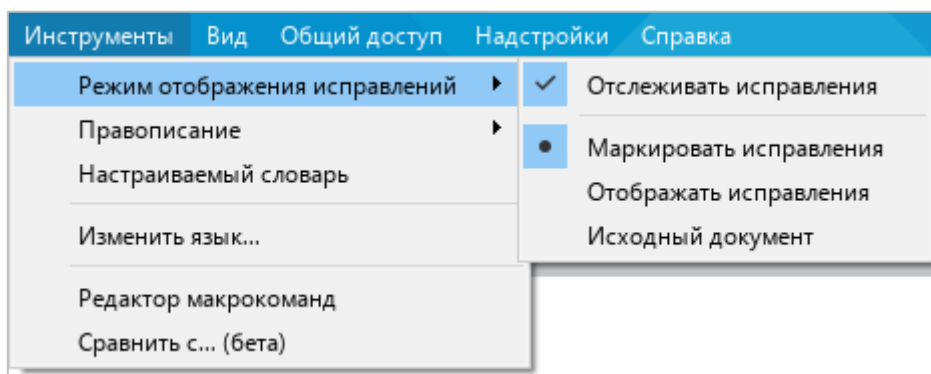 Инструменты Вид Общий доступ Надстройки Справка
Режим отображения исправлений
Правописание
Настраиваемый словарь
Изменить язык...
Редактор макрокоманд
Сравнить с... (бета)
Отслеживать исправления
Маркировать исправления
Отображать исправления
Исходный документ